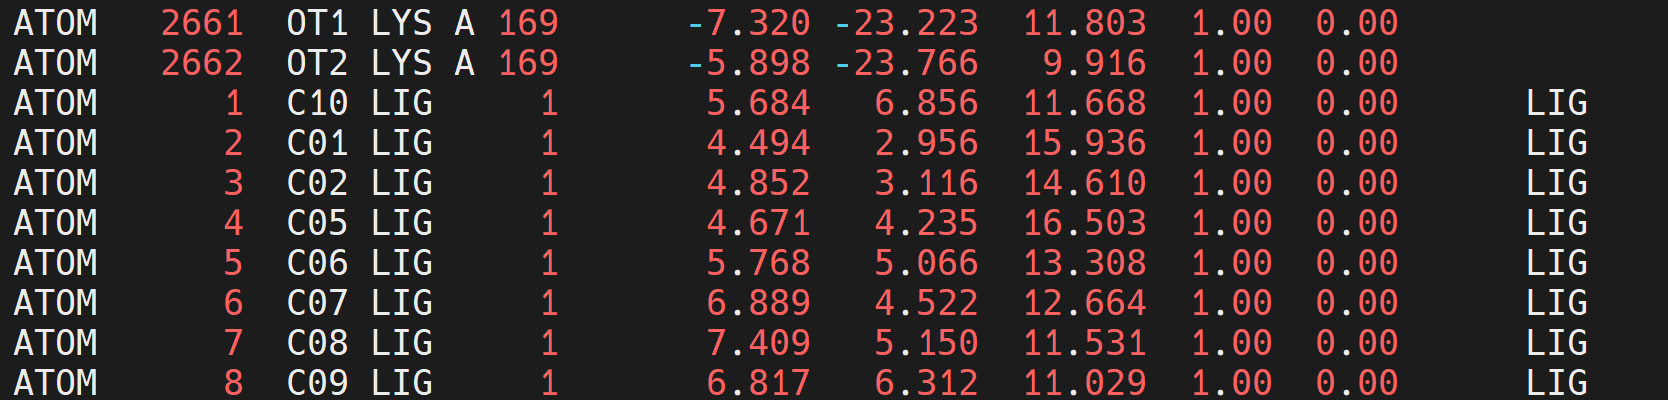 ATOM   2661  OT1 LYS A 169      -7.320 -23.223  11.803  1.00  0.00
ATOM   2662  OT2 LYS A 169      -5.898 -23.766   9.916  1.00  0.00
ATOM      1  C10 LIG     1       5.684   6.856  11.668  1.00  0.00      LIG
ATOM      2  C01 LIG     1       4.494   2.956  15.936  1.00  0.00      LIG
ATOM      3  C02 LIG     1       4.852   3.116  14.610  1.00  0.00      LIG
ATOM      4  C05 LIG     1       4.671   4.235  16.503  1.00  0.00      LIG
ATOM      5  C06 LIG     1       5.768   5.066  13.308  1.00  0.00      LIG
ATOM      6  C07 LIG     1       6.889   4.522  12.664  1.00  0.00      LIG
ATOM      7  C08 LIG     1       7.409   5.150  11.531  1.00  0.00      LIG
ATOM      8  C09 LIG     1       6.817   6.312  11.029  1.00  0.00      LIG